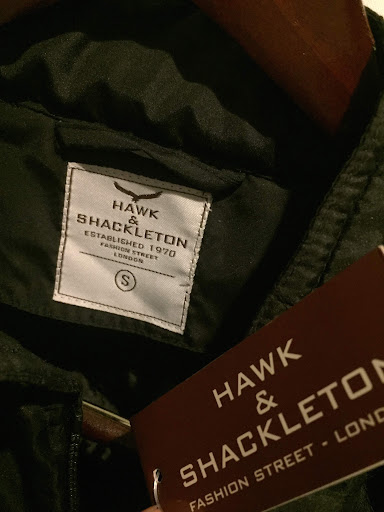 HAWK
&
SHACKLETON
ESTABLISHED 1970
FASHION STREET
LONDON
S
HAWK
&
SHACKLETON
FASHION STREET - LOND